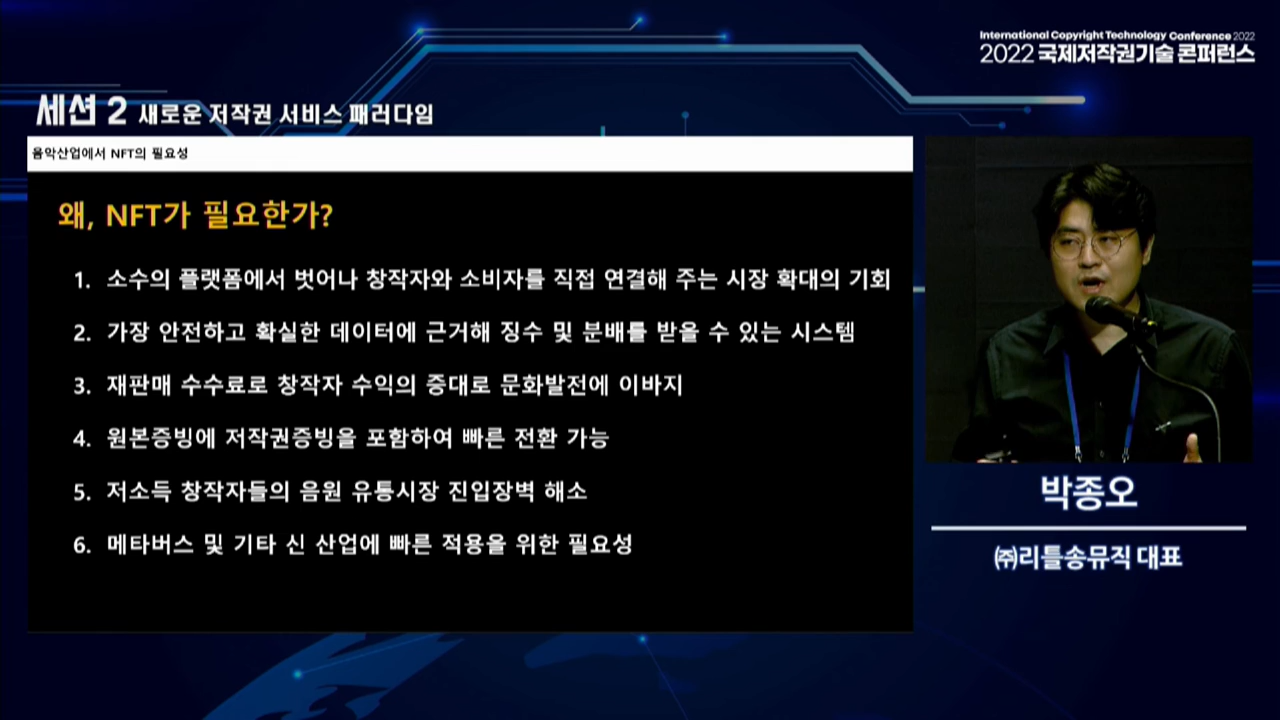 International Copyright Technology Conference 2022
2022 국제저작권기술 콘퍼런스
세션 2 새로운 저작권 서비스 패러다임
음악산업에서 NFT의 필요성
왜, NFT가 필요한가?
1. 소수의 플랫폼에서 벗어나 창작자와 소비자를 직접 연결해 주는 시장 확대의 기회
2. 가장 안전하고 확실한 데이터에 근거해 징수 및 분배를 받을 수 있는 시스템
3. 재판매 수수료로 창작자 수익의 증대로 문화발전에 이바지
4. 원본증빙에 저작권증빙을 포함하여 빠른 전환 가능
5. 저소득 창작자들의 음원 유통시장 진입장벽 해소
6. 메타버스 및 기타 신 산업에 빠른 적용을 위한 필요성
박종오
㈜리틀송뮤직 대표